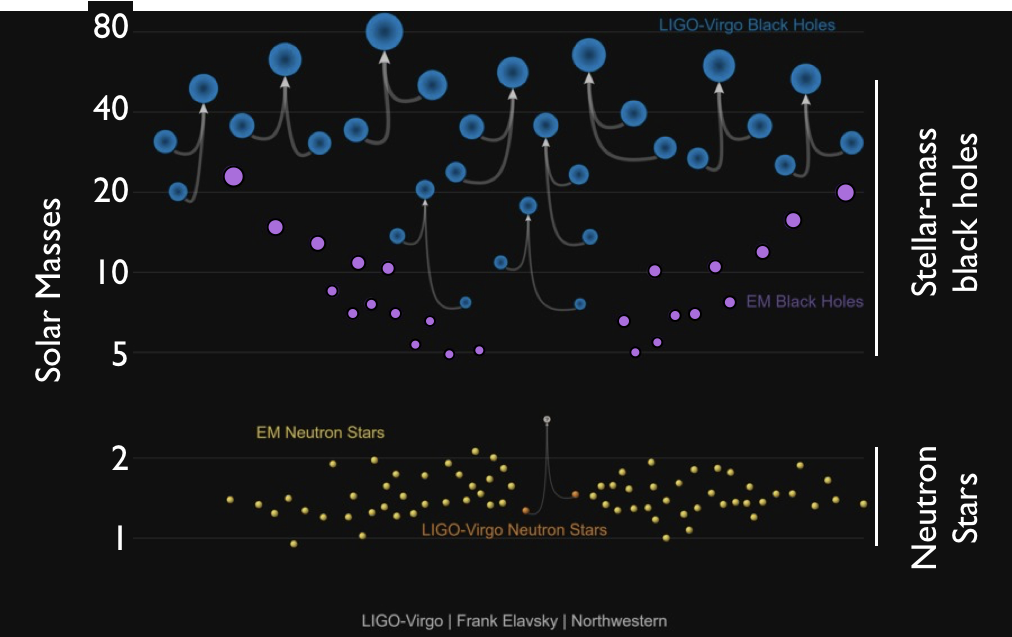 80
LIGO-Virgo Black Holes
40
20
10
5
2
1
Solar Masses
Stellar-mass
black holes
EM Black Holes
EM Neutron Stars
LIGO-Virgo Neutron Stars
Neutron
Stars
LIGO-Virgo | Frank Elavsky | Northwestern